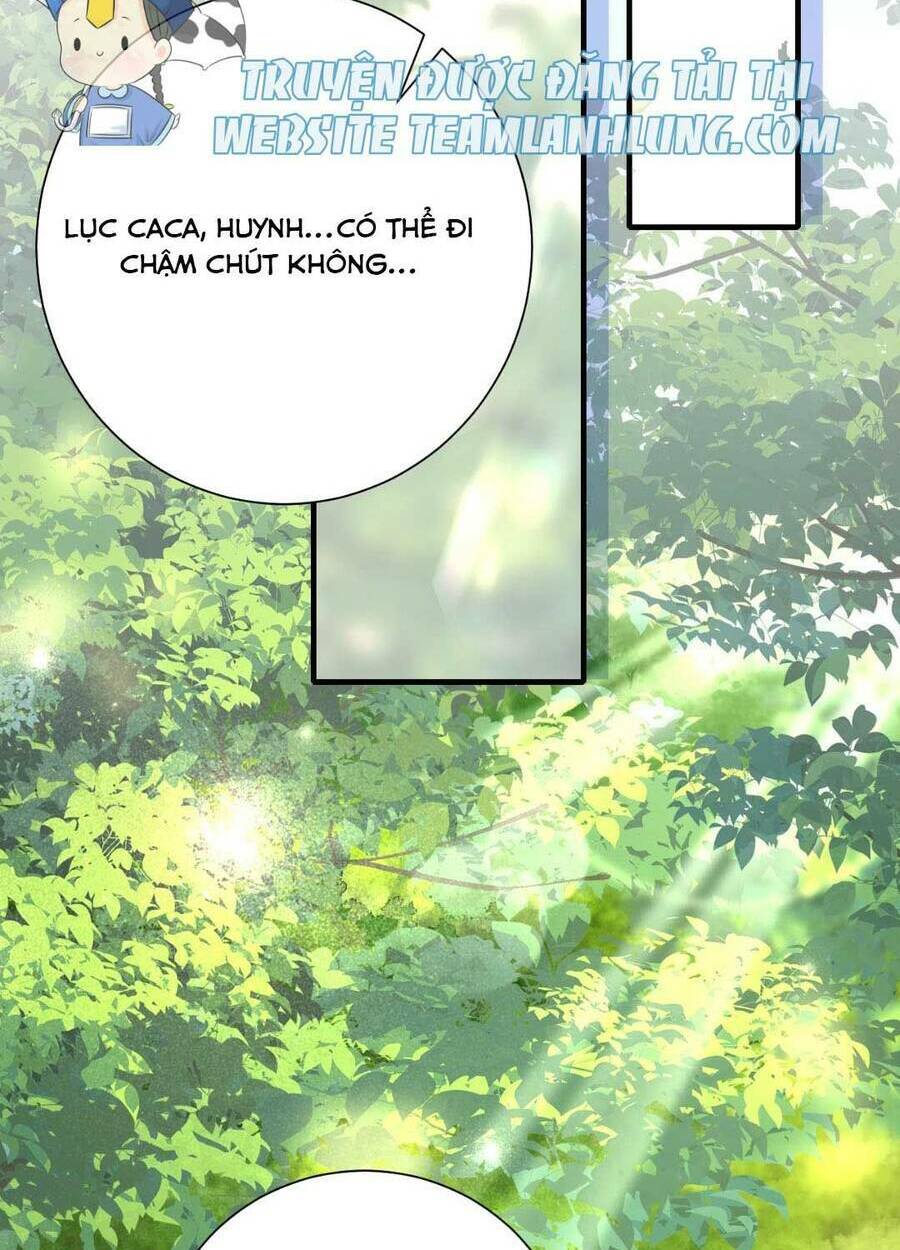 TRUYỆN ĐƯỢC ĐĂNG TẢI TẠI
WEBSITE TEAMLANHLUNG.COM
LỤC CACA, HUYNH...CÓ THỂ ĐI
CHẬM CHÚT KHÔNG...